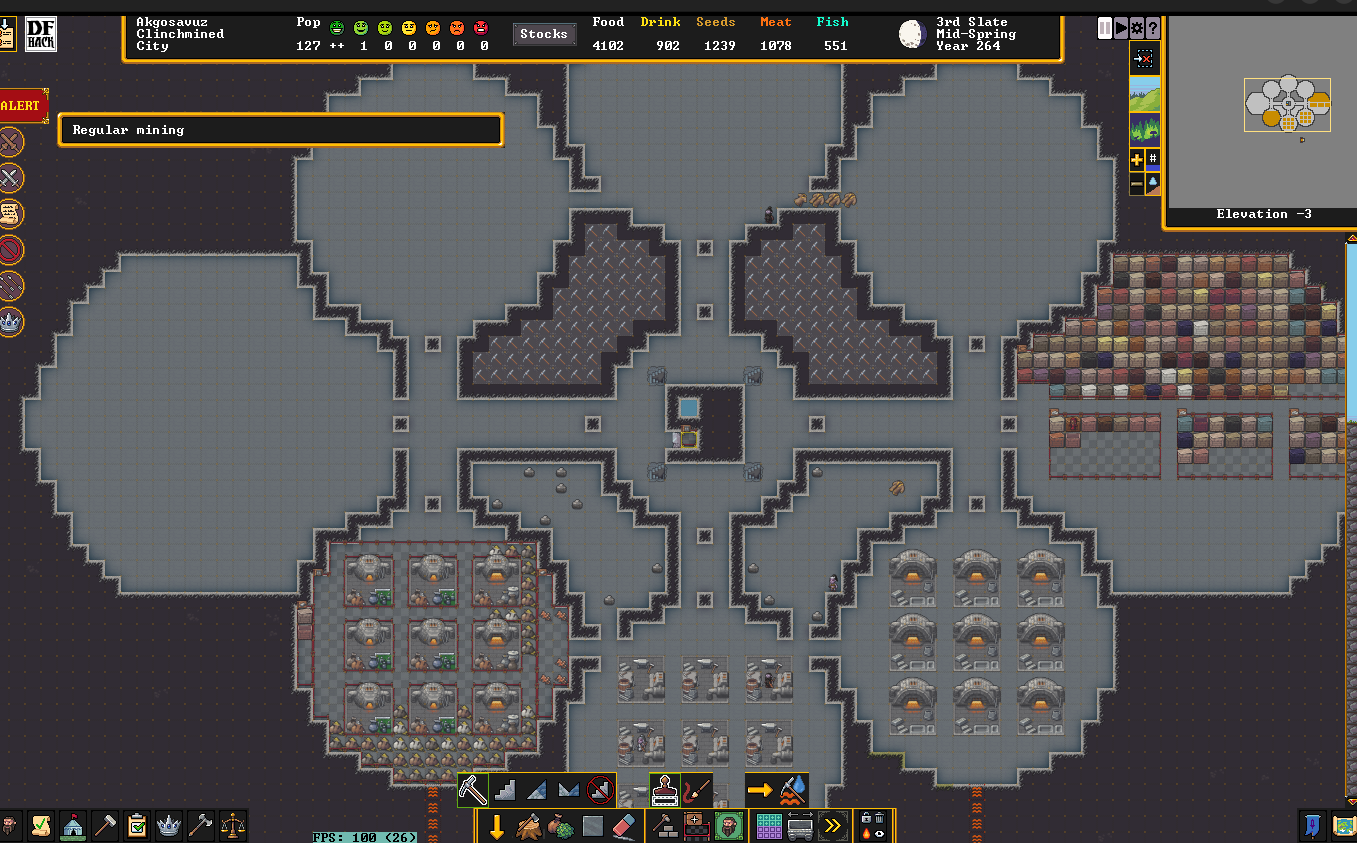 DF
HACK
Akgosavuz
Clinchmined
City
Pop
127 ++ 1 0 0 0 0 0
Stocks
Food Drink Seeds Meat Fish
4102 902 1239 1078 551
3rd Slate
Mid-Spring
Year 264
?
ALERT
Regular mining
#
Elevation -3
FPS: 100 (26)